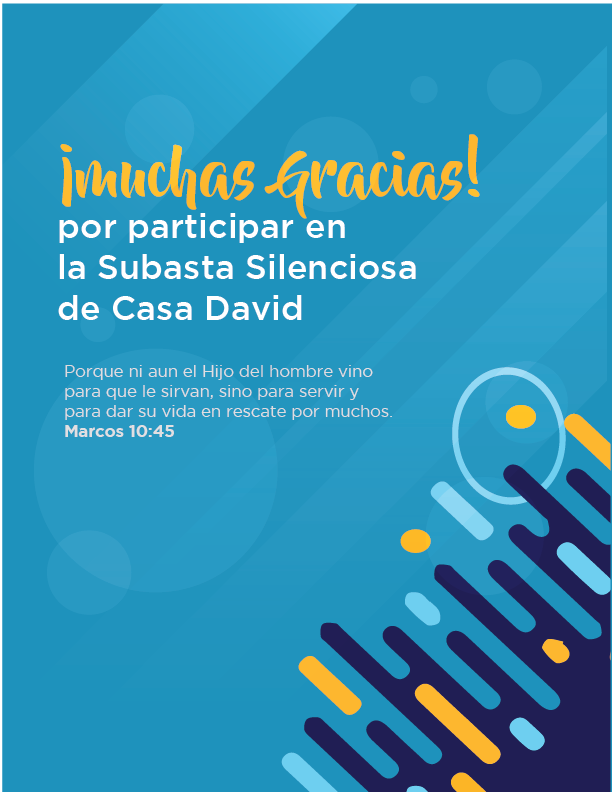 ¡muchas Gracias!
por participar en
la Subasta Silenciosa
de Casa David
Porque ni aun el Hijo del hombre vino
para que le sirvan, sino para servir y
para dar su vida en rescate por muchos.
Marcos 10:45